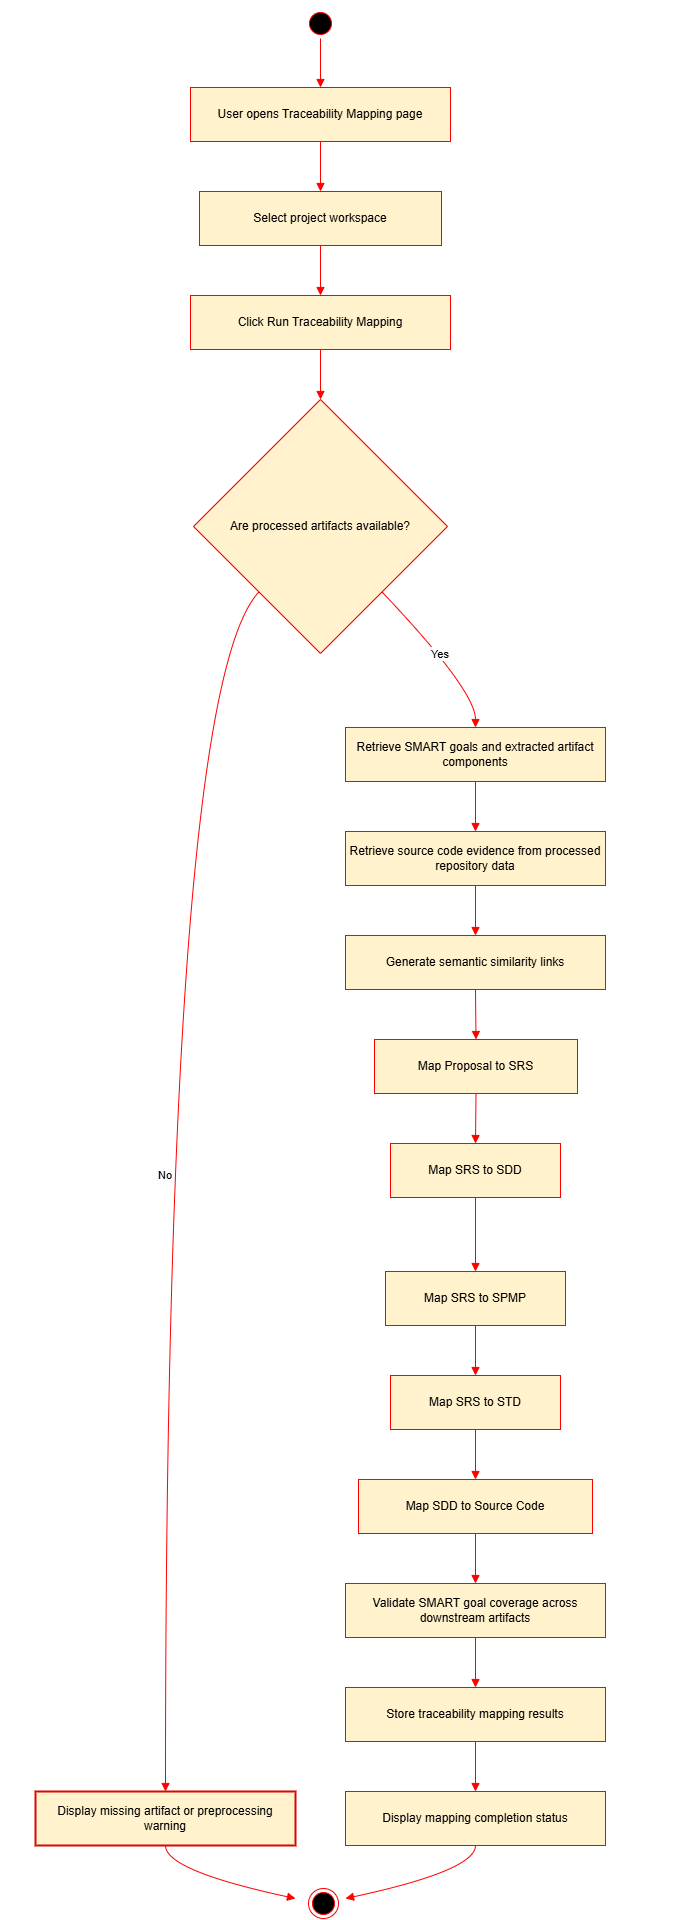 User opens Traceability Mapping page
Select project workspace
Click Run Traceability Mapping
Are processed artifacts available?
Yes
Retrieve SMART goals and extracted artifact
components
Retrieve source code evidence from processed
repository data
Generate semantic similarity links
Map Proposal to SRS
Map SRS to SDD
No
Map SRS to SPMP
Map SRS to STD
Map SDD to Source Code
Validate SMART goal coverage across
downstream artifacts
Store traceability mapping results
Display missing artifact or preprocessing
warning
Display mapping completion status